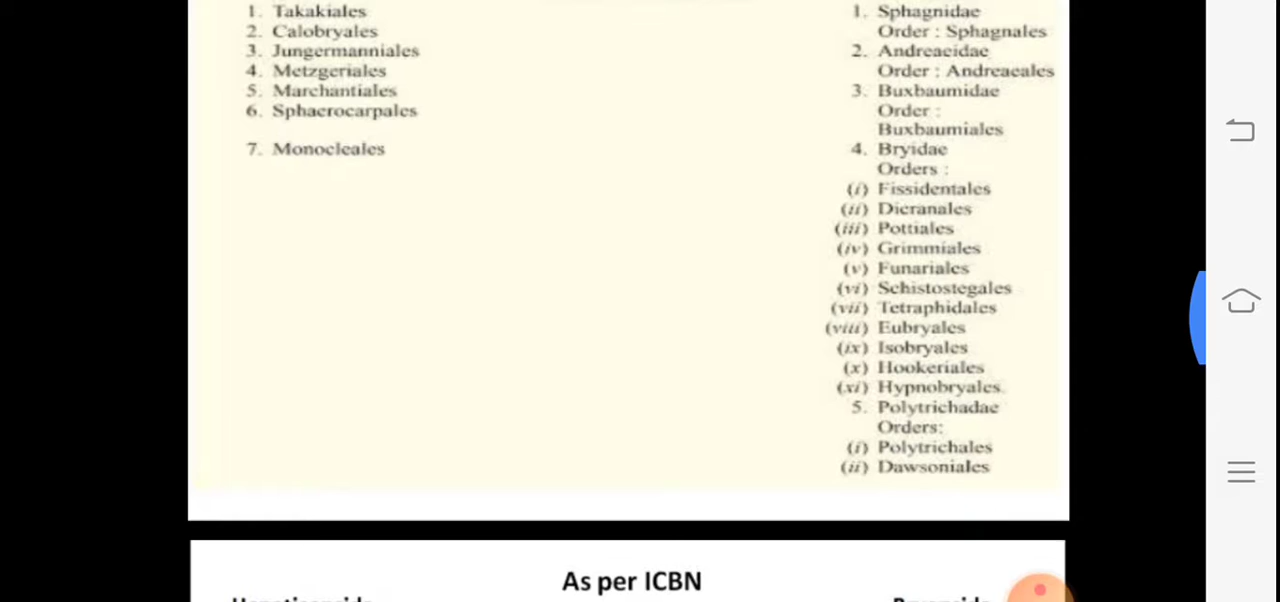 1. Takakiales
2. Calobryales
3. Jungermanniales
4. Metzgeriales
5. Marchantiales
6. Sphaerocarpales
7. Monocleales
1. Sphagnidae
Order : Sphagnales
2. Andreaeidae
Order : Andreaeales
3. Buxbaumidae
Order :
Buxbaumiales
4. Bryidae
Orders :
(i) Fissidentales
(ii) Dicranales
(iii) Pottiales
(iv) Grimmiales
(v) Funariales
(vi) Schistostegales
(vii) Tetraphidales
(viii) Eubryales
(ix) Isobryales
(x) Hookeriales
(xi) Hypnobryales.
5. Polytrichadae
Orders:
(i) Polytrichales
(ii) Dawsoniales
As per ICBN